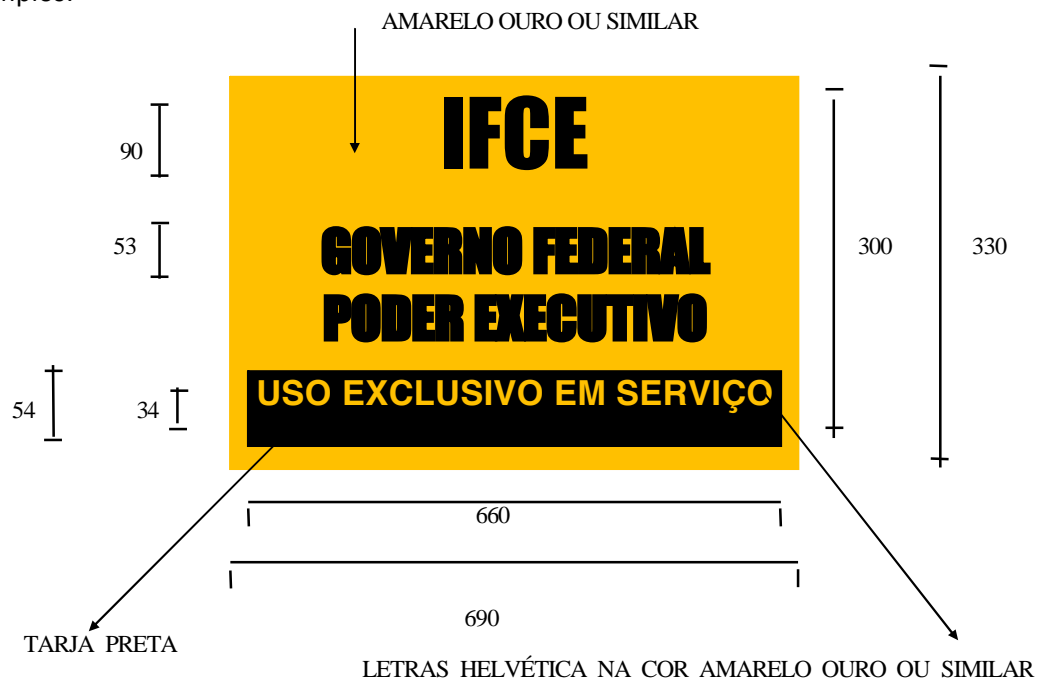 AMARELO OURO OU SIMILAR
IFCE
90
53
GOVERNO FEDERAL
300
330
PODER EXECUTIVO
USO EXCLUSIVO EM SERVIÇO
54
34
660
690
TARJA PRETA
LETRAS HELVÉTICA NA COR AMARELO OURO OU SIMILAR